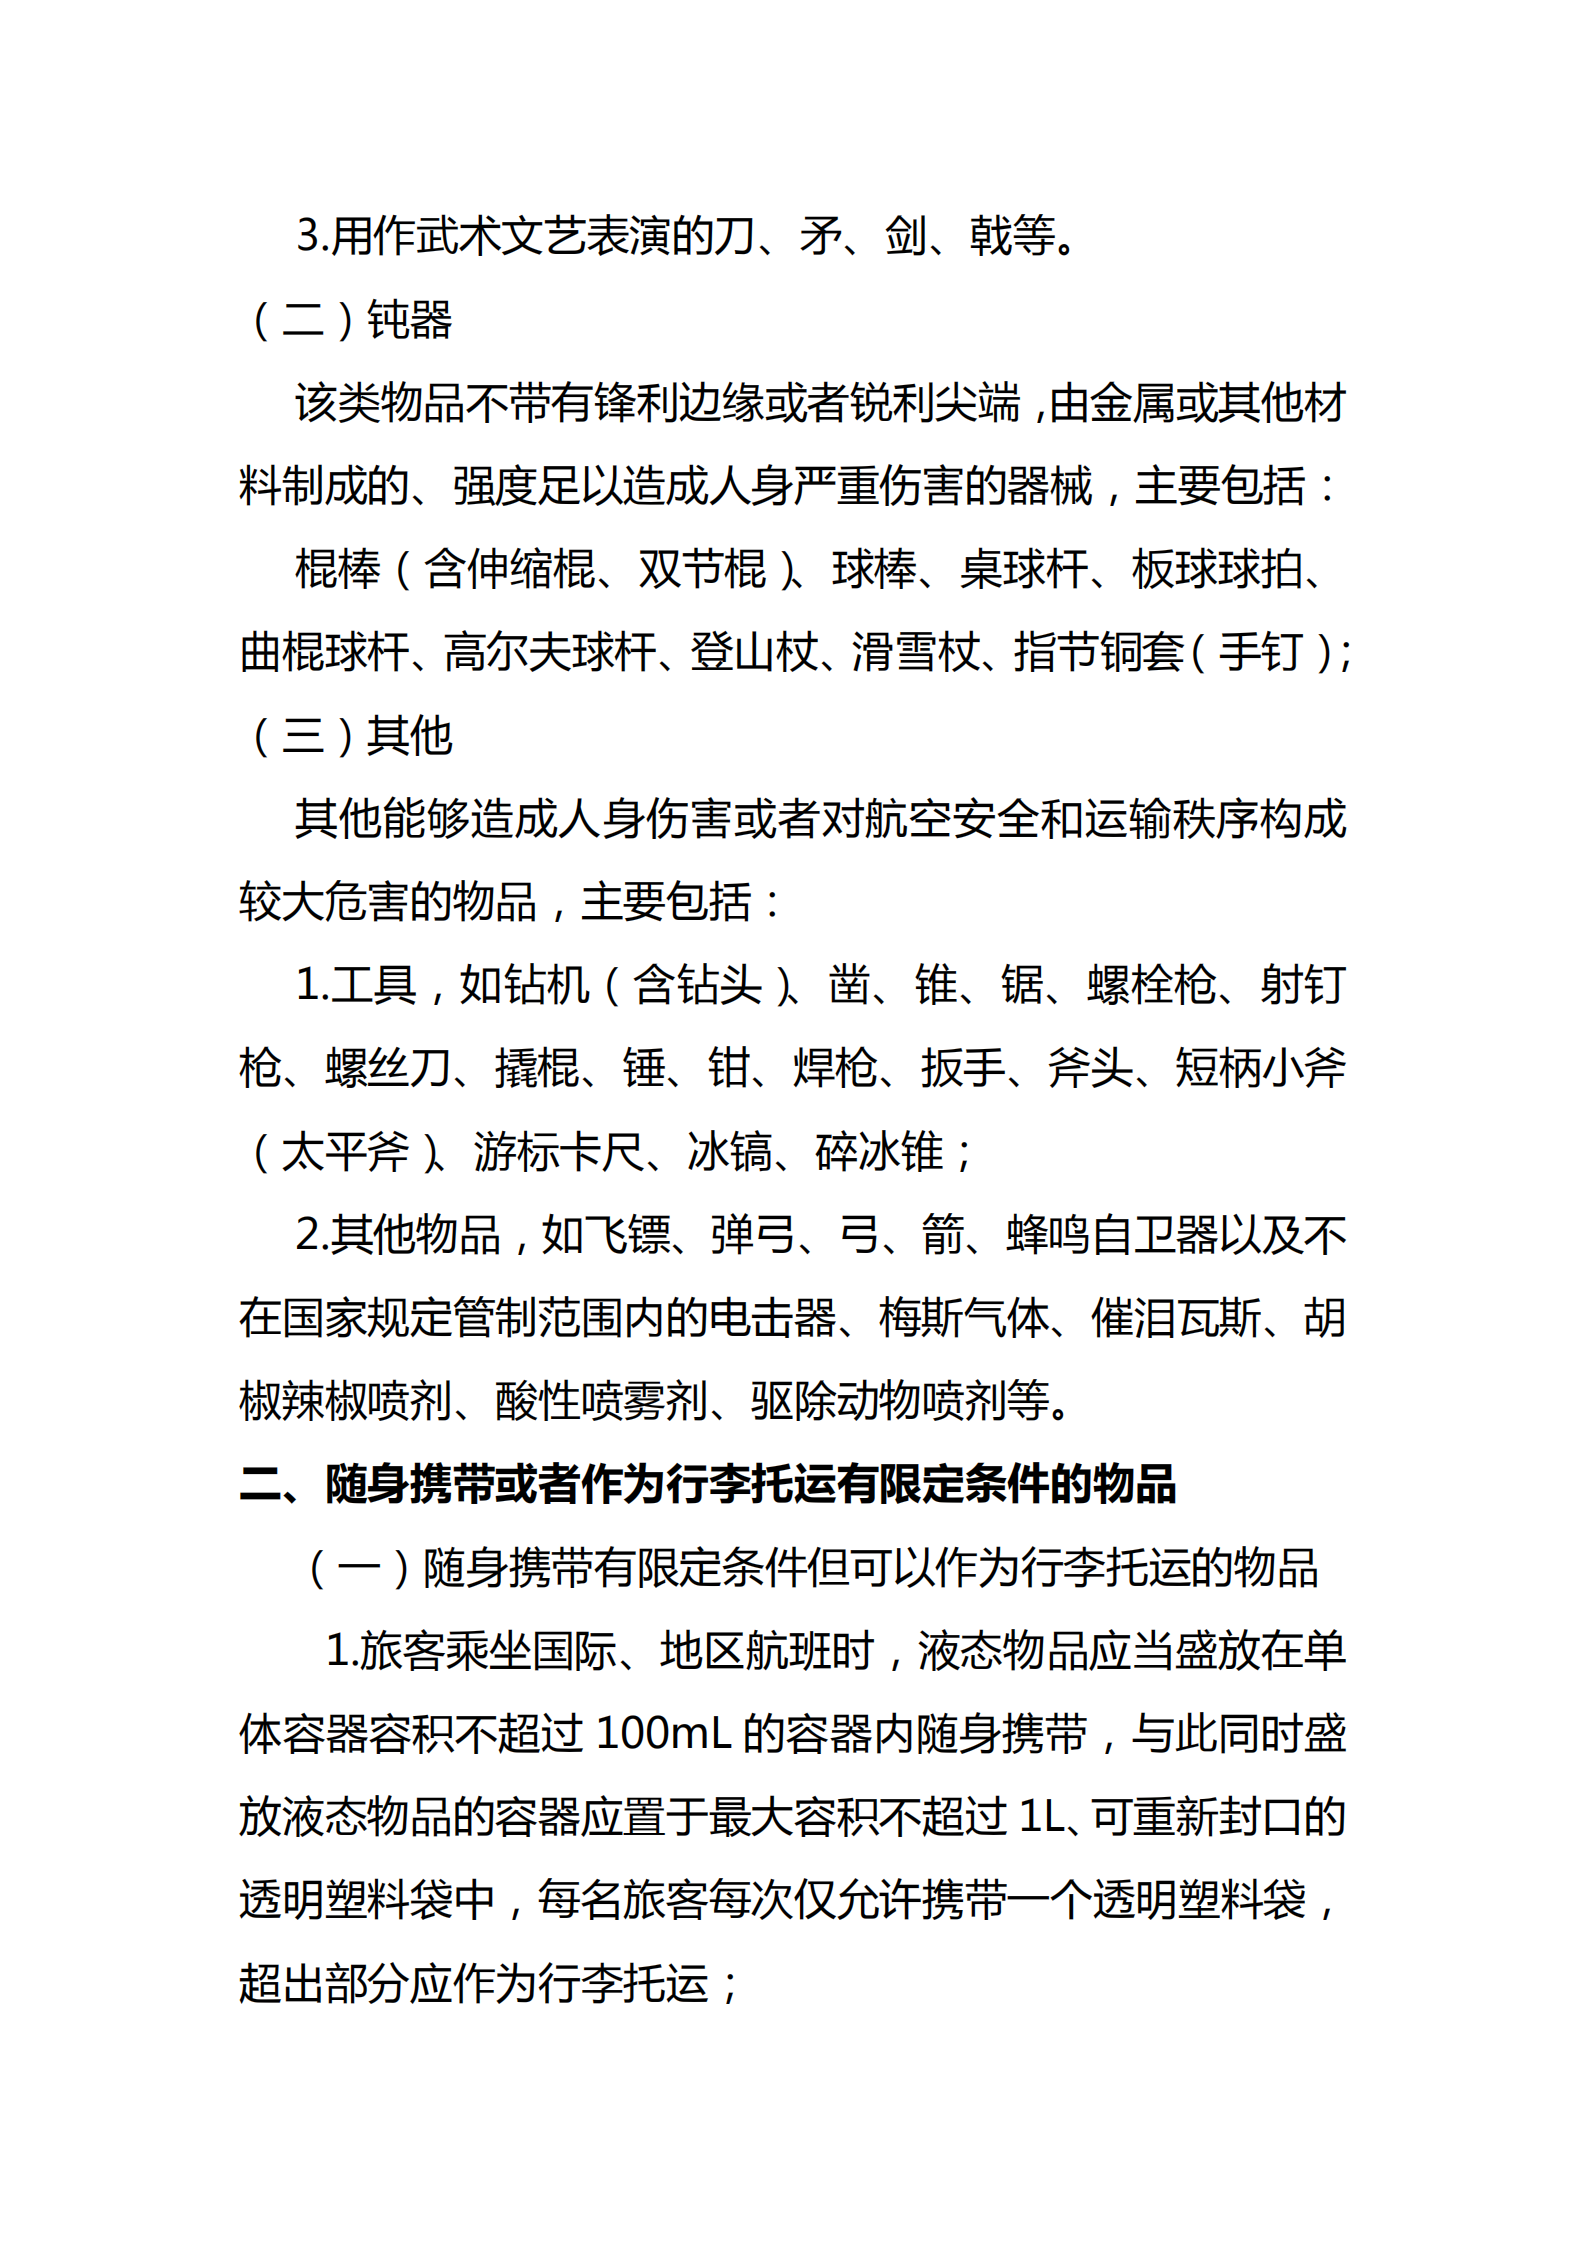 3.用作武术文艺表演的刀、矛、剑、戟等。
（二）钝器
该类物品不带有锋利边缘或者锐利尖端，由金属或其他材
料制成的、强度足以造成人身严重伤害的器械，主要包括：
棍棒（含伸缩棍、双节棍）、球棒、桌球杆、板球球拍、
曲棍球杆、高尔夫球杆、登山杖、滑雪杖、指节铜套（手钉）；
（三）其他
其他能够造成人身伤害或者对航空安全和运输秩序构成
较大危害的物品，主要包括：
1.工具，如钻机（含钻头）、凿、锥、锯、螺栓枪、射钉
枪、螺丝刀、撬棍、锤、钳、焊枪、扳手、斧头、短柄小斧
（太平斧）、游标卡尺、冰镐、碎冰锥；
2.其他物品，如飞镖、弹弓、弓、箭、蜂鸣自卫器以及不
在国家规定管制范围内的电击器、梅斯气体、催泪瓦斯、胡
椒辣椒喷剂、酸性喷雾剂、驱除动物喷剂等。
二、随身携带或者作为行李托运有限定条件的物品
（一）随身携带有限定条件但可以作为行李托运的物品
1.旅客乘坐国际、地区航班时，液态物品应当盛放在单
体容器容积不超过 100mL 的容器内随身携带，与此同时盛
放液态物品的容器应置于最大容积不超过 1L、可重新封口的
透明塑料袋中，每名旅客每次仅允许携带一个透明塑料袋，
超出部分应作为行李托运；